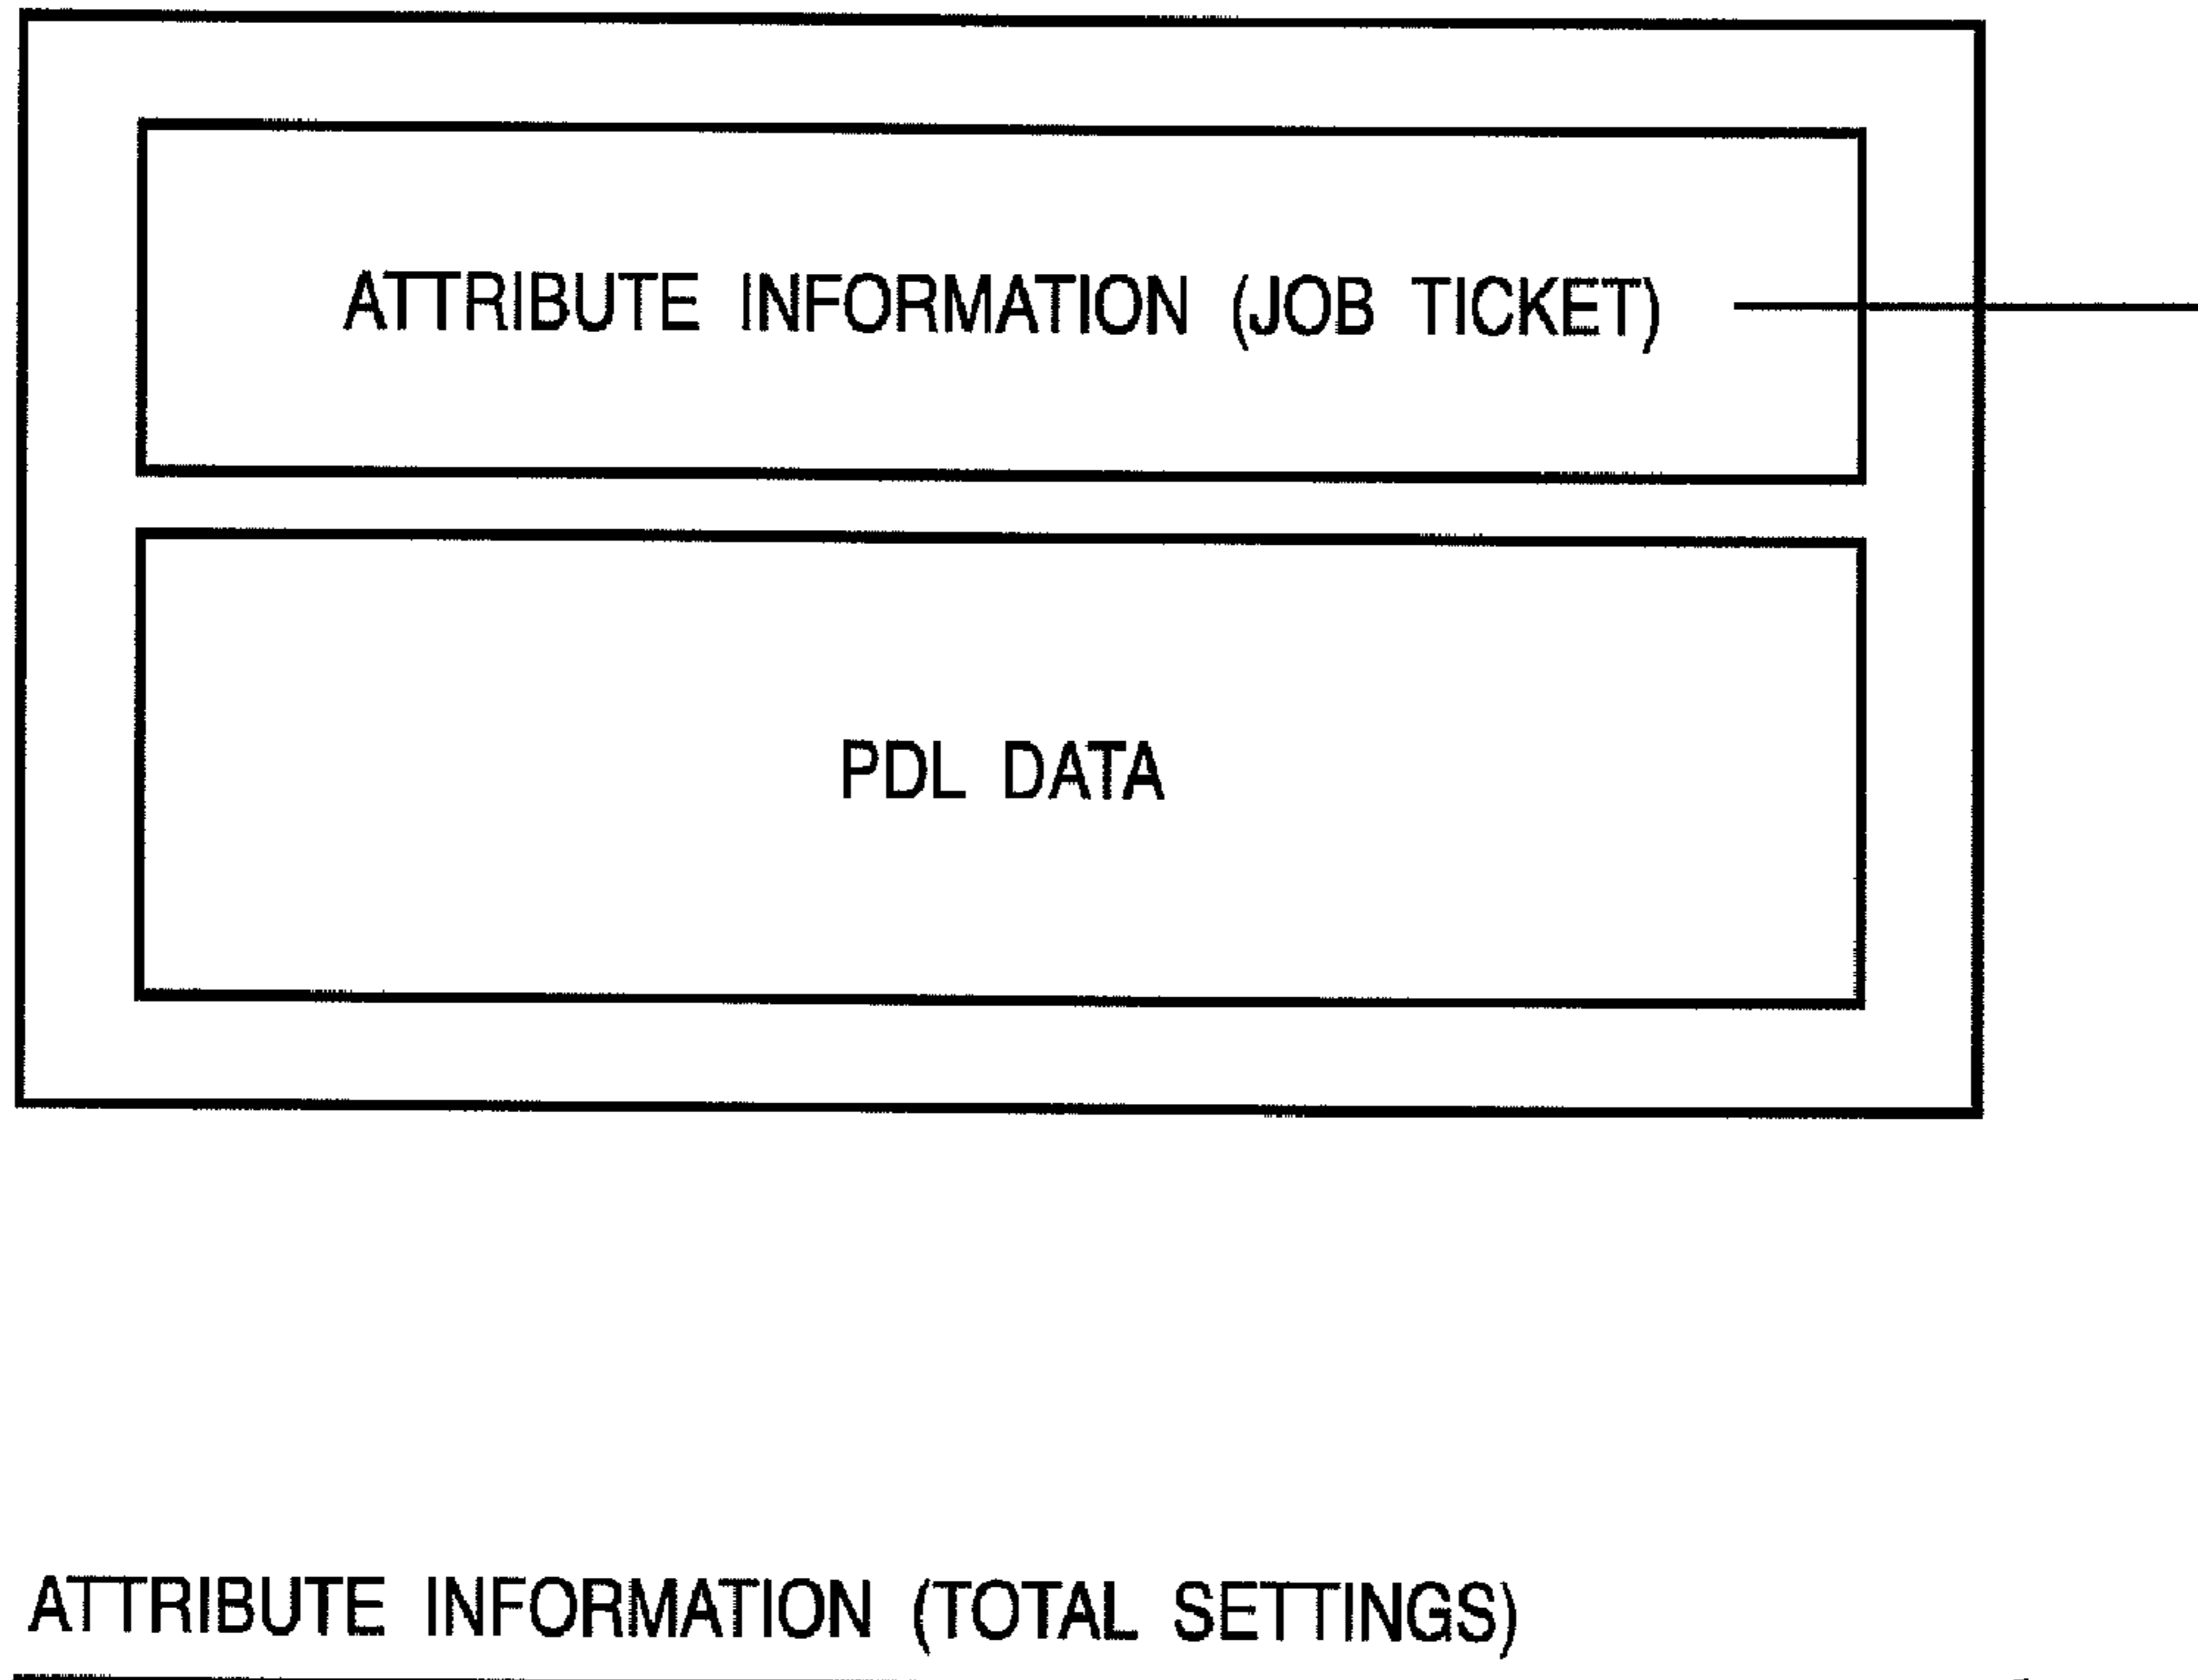 ATTRIBUTE INFORMATION (JOB TICKET)
PDL DATA
ATTRIBUTE INFORMATION (TOTAL SETTINGS)